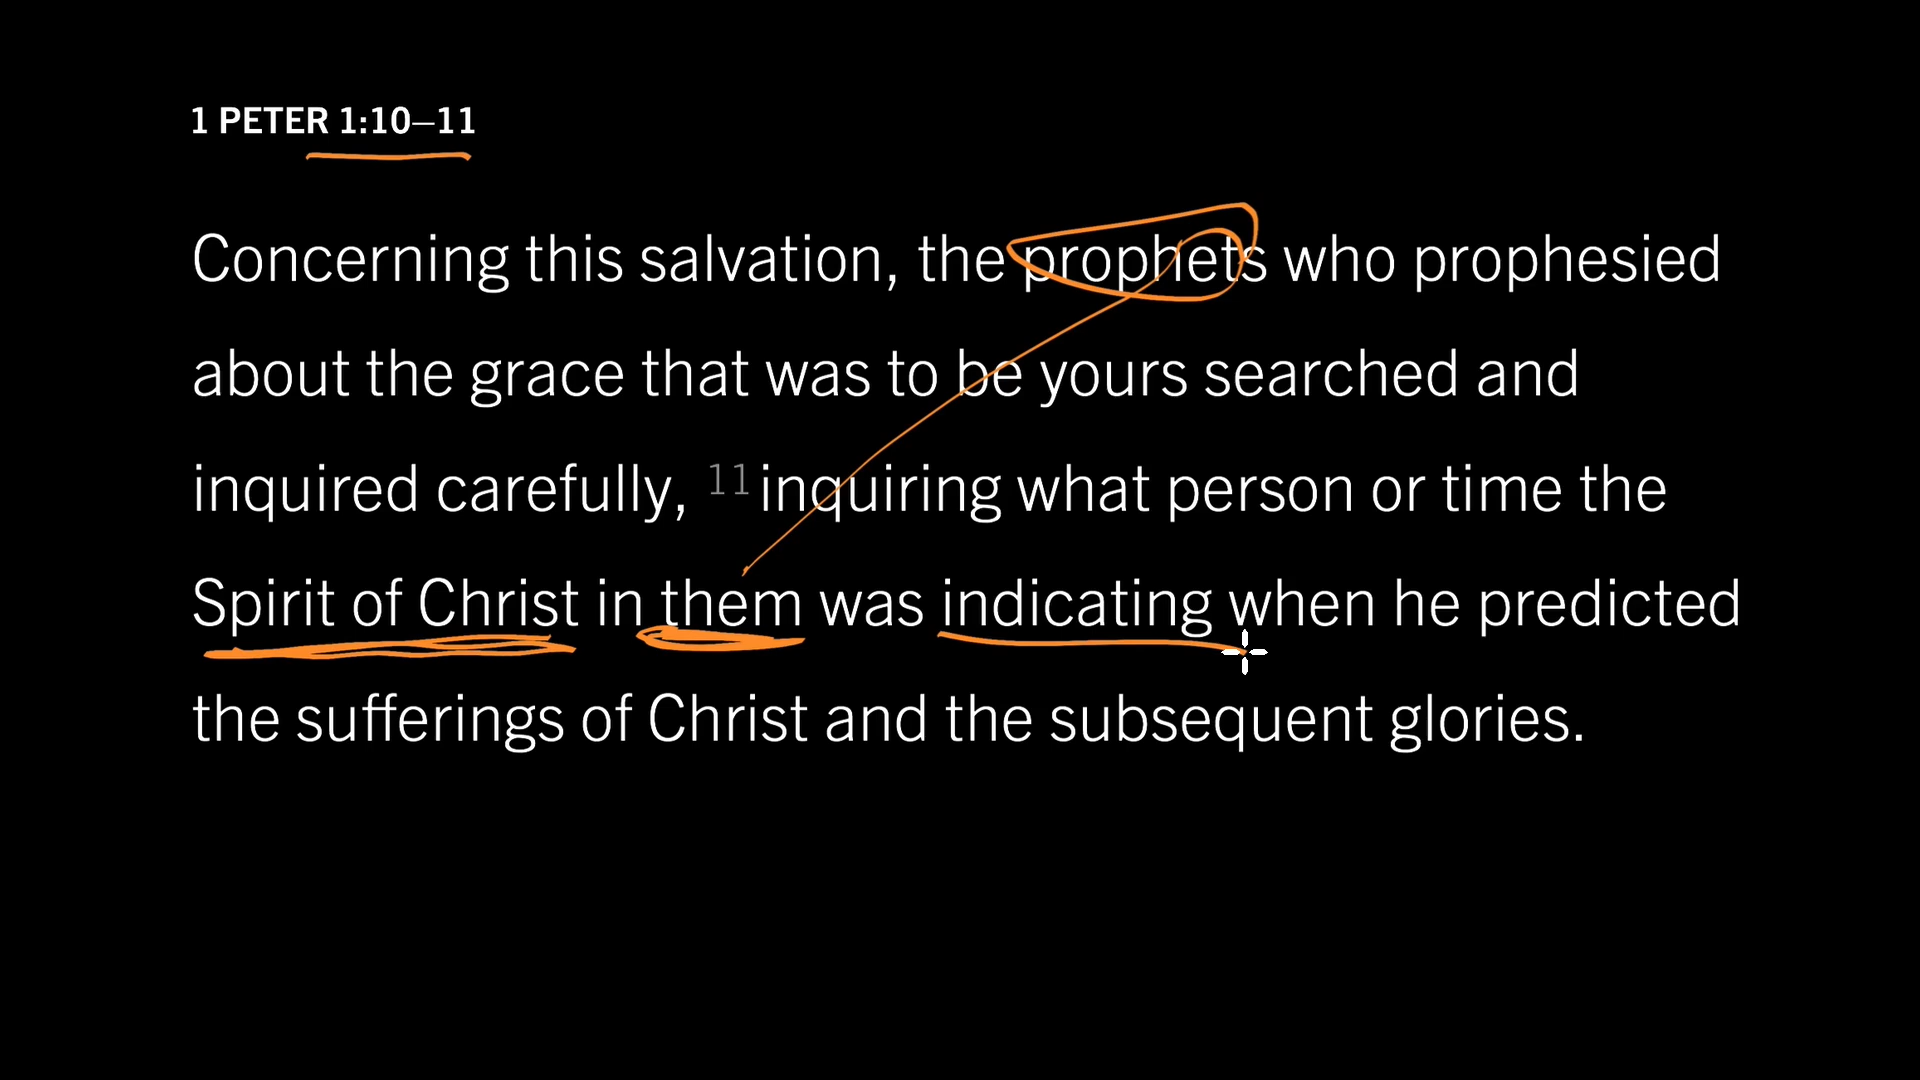 1 PETER 1:10–11
Concerning this salvation, the prophets who prophesied
about the grace that was to be yours searched and
inquired carefully, 11 inquiring what person or time the
Spirit of Christ in them was indicating when he predicted
the sufferings of Christ and the subsequent glories.